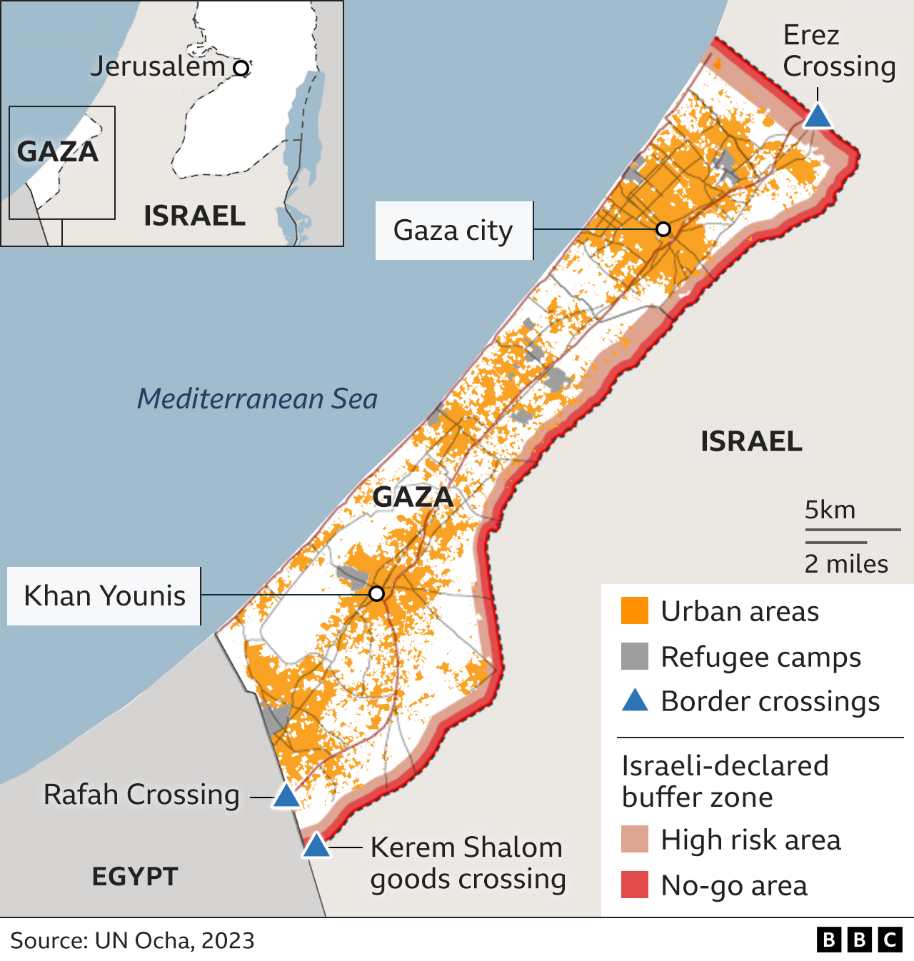 Jerusalem
GAZA
ISRAEL
Erez
Crossing
Gaza city
Mediterranean Sea
ISRAEL
GAZA
5km
2 miles
Khan Younis
Urban areas
Refugee camps
Border crossings
Israeli-declared
buffer zone
High risk area
No-go area
Rafah Crossing
Kerem Shalom
goods crossing
EGYPT
Source: UN Ocha, 2023
BBC